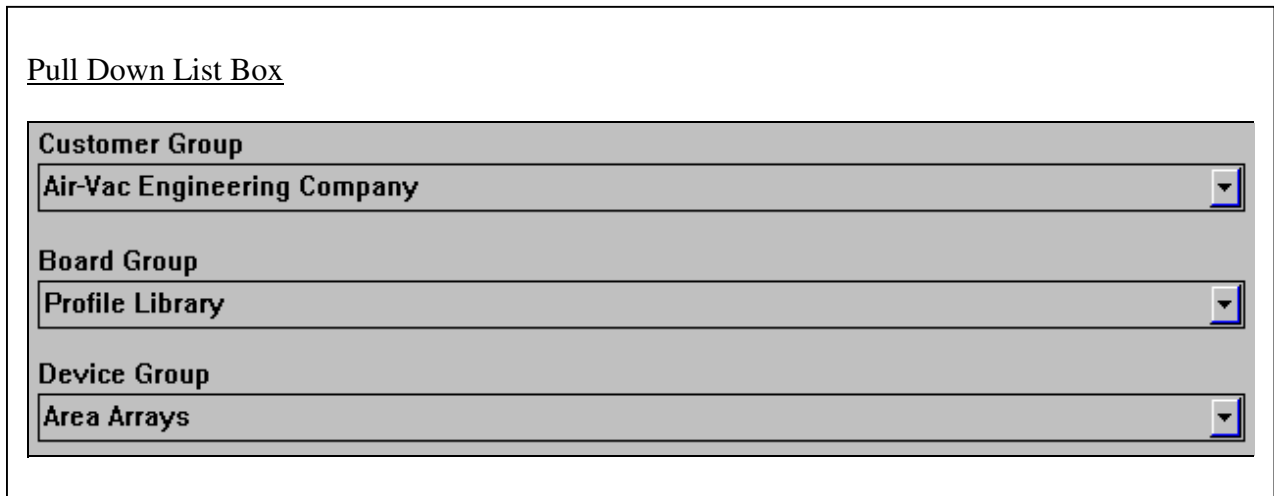 Pull Down List Box
Customer Group
Air-Vac Engineering Company
Board Group
Profile Library
Device Group
Area Arrays